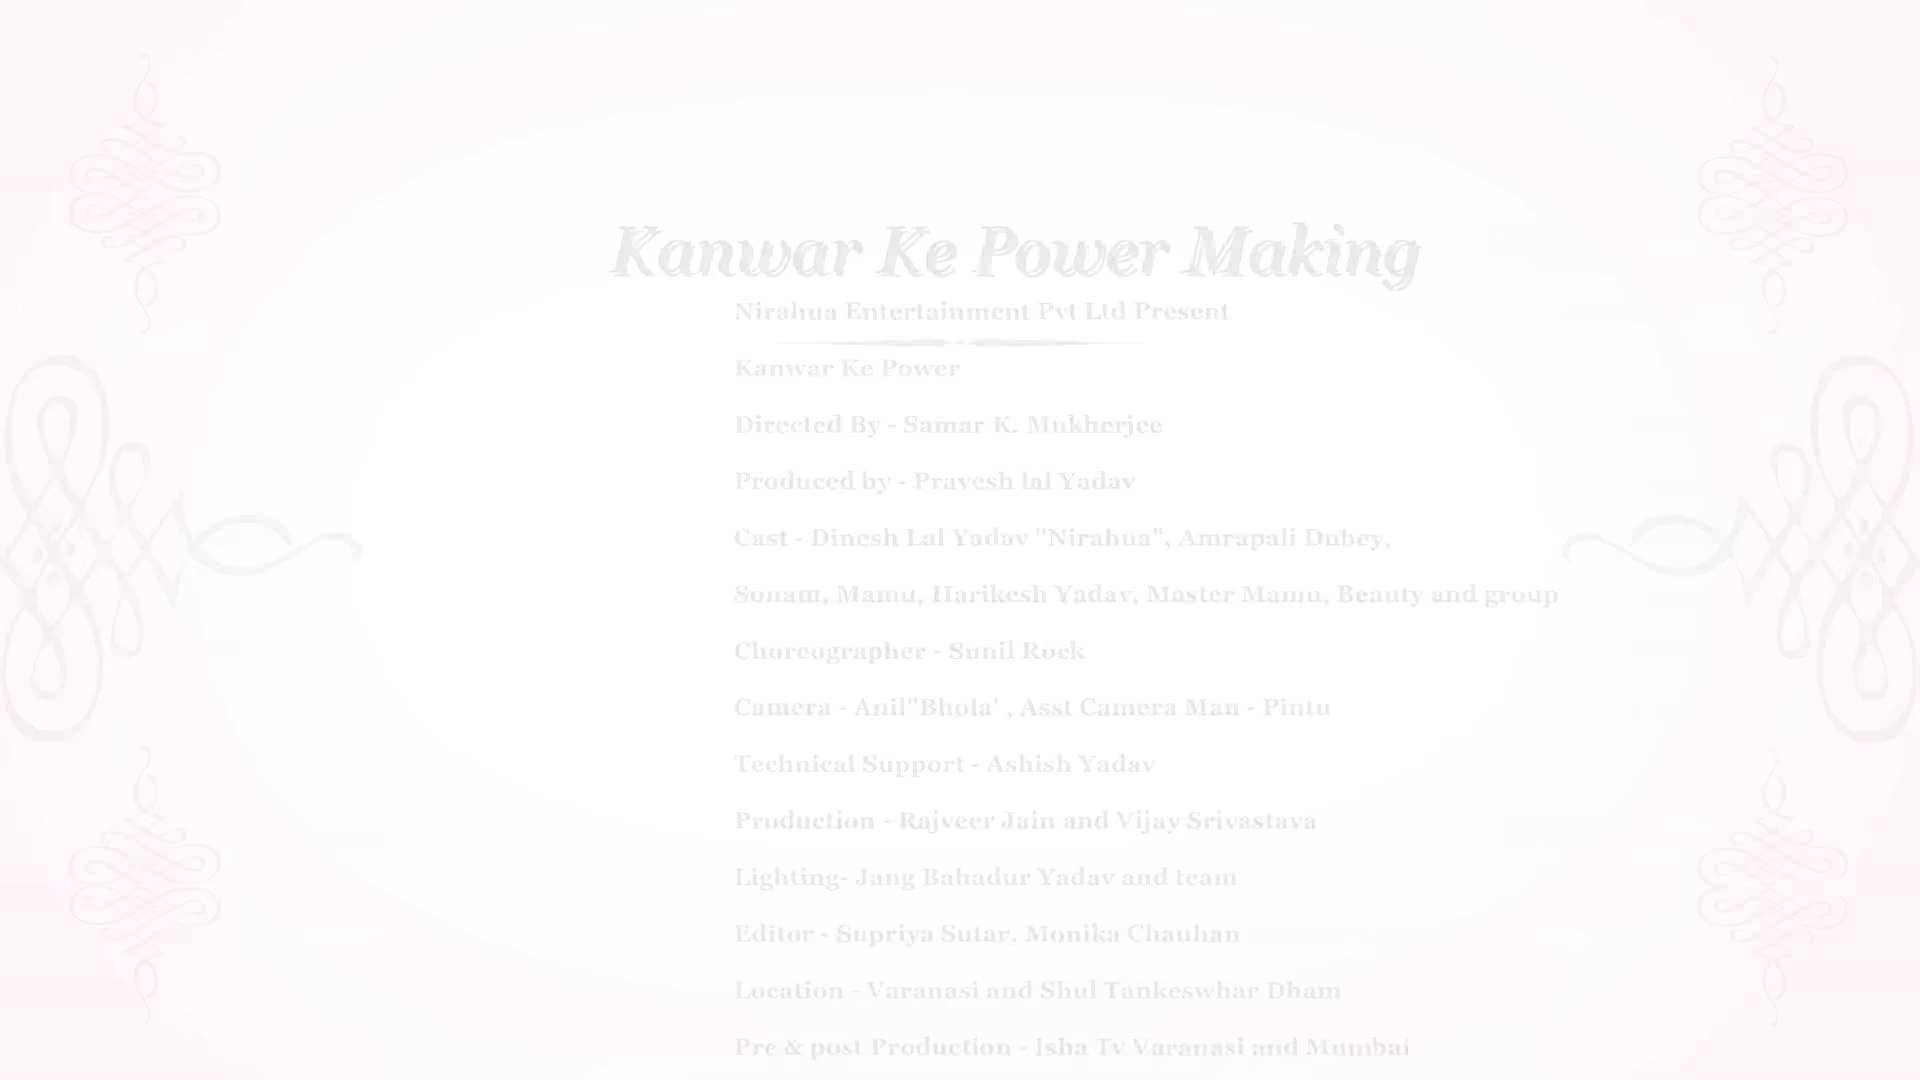 Kanwar Ke Power Making
Nirahua Entertainment Pvt Ltd Present
Kanwar Ke Power
Directed By - Samar K. Mukherjee
Produced by - Pravesh lal Yadav
Cast - Dinesh Lal Yadav "Nirahua", Amrapali Dubey,
Sonam, Mamu, Harikesh Yadav, Master Mamu, Beauty and group
Choreographer - Sunil Rock
Camera - Anil"Bhola' , Asst Camera Man - Pintu
Technical Support - Ashish Yadav
Production - Rajveer Jain and Vijay Srivastava
Lighting- Jang Bahadur Yadav and team
Editor - Supriya Sutar, Monika Chauhan
Location - Varanasi and Shul Tankeswhar Dham
Pre & post Production - Isha Tv Varanasi and Mumbai